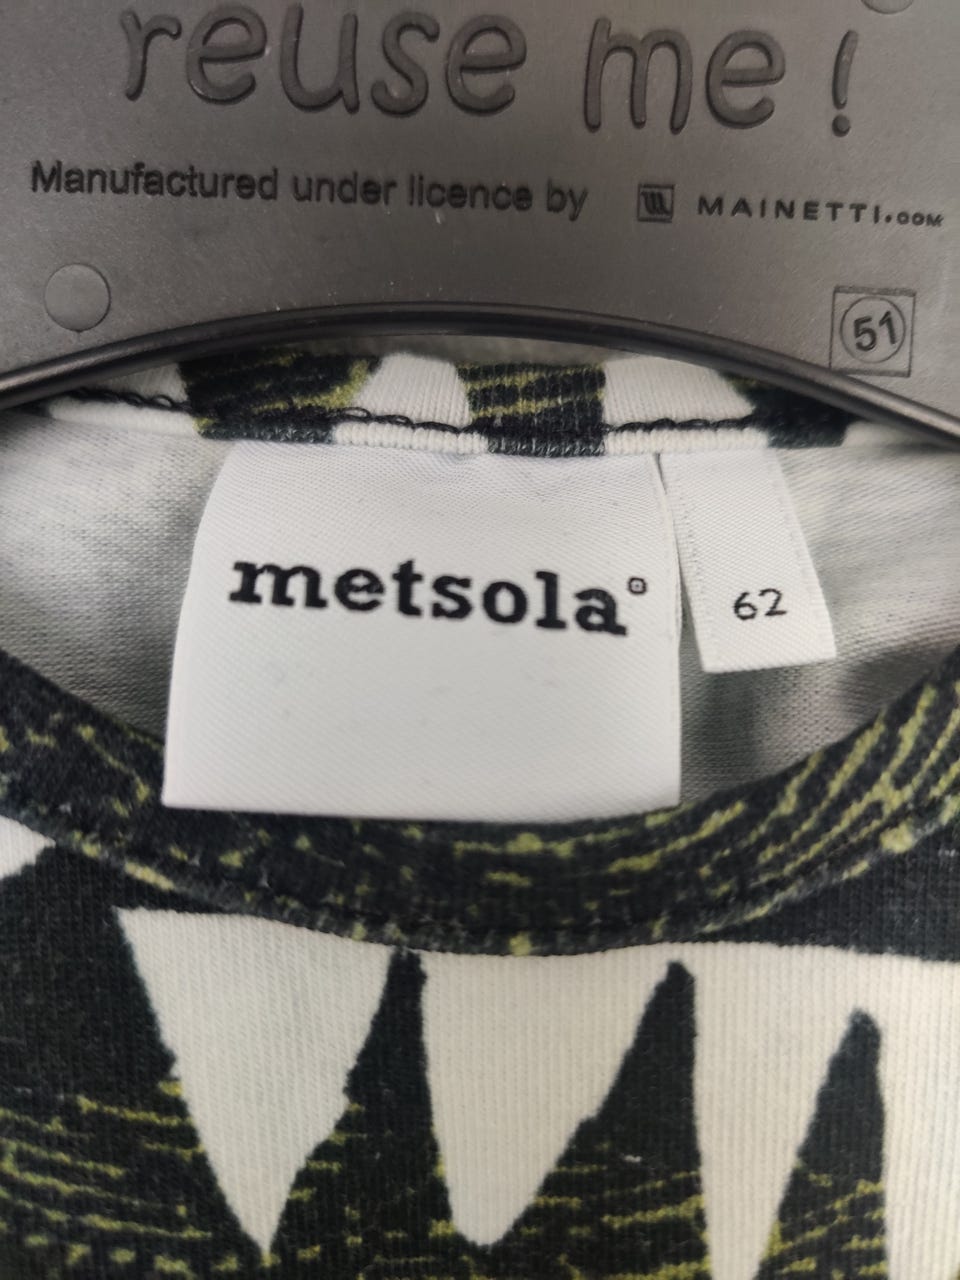 reuse me!
Manufactured under licence by MAINETTI.COM
51
metsola
62